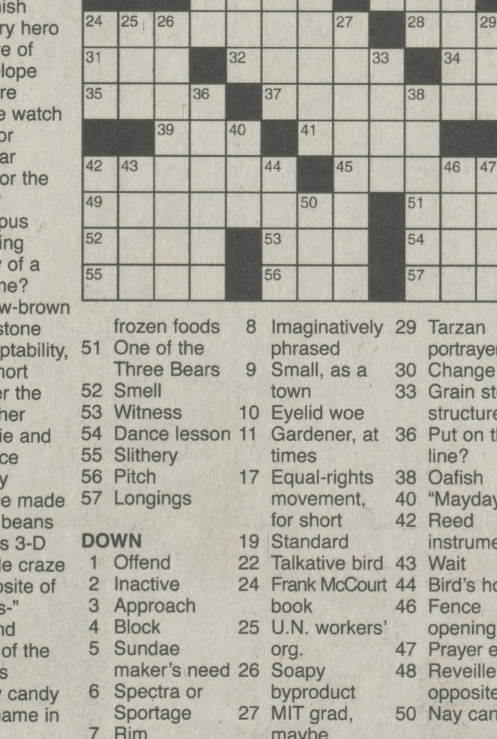 24 25 26 27 28 29
31 32 33 34
35 36 37 38
39 40 41
42 43 44 45 46 47
49 50 51
52 53 54
55 56 57
ry hero
re of
lope
re
e watch
or
ar
or the
pus
ing
y of a
me?
w-brown
stone
ptability,
hort
er the
her
ie and
ce
y
e made
beans
s 3-D
le craze
osite of
s-”
nd
of the
s
y candy
ame in
frozen foods
51 One of the
Three Bears
52 Smell
53 Witness
54 Dance lesson
55 Slithery
56 Pitch
57 Longings
DOWN
1 Offend
2 Inactive
3 Approach
4 Block
5 Sundae
maker’s need
6 Spectra or
Sportage
7 Rim
8 Imaginatively
phrased
9 Small, as a
town
10 Eyelid woe
11 Gardener, at
times
17 Equal-rights
movement,
for short
19 Standard
22 Talkative bird
24 Frank McCourt
book
25 U.N. workers’
org.
26 Soapy
byproduct
27 MIT grad,
maybe
29 Tarzan
portrayer
30 Change
33 Grain st
structure
36 Put on th
line?
38 Oafish
40 “Mayday
42 Reed
instrume
43 Wait
44 Bird’s ho
46 Fence
opening
47 Prayer e
48 Reveille
opposite
50 Nay can